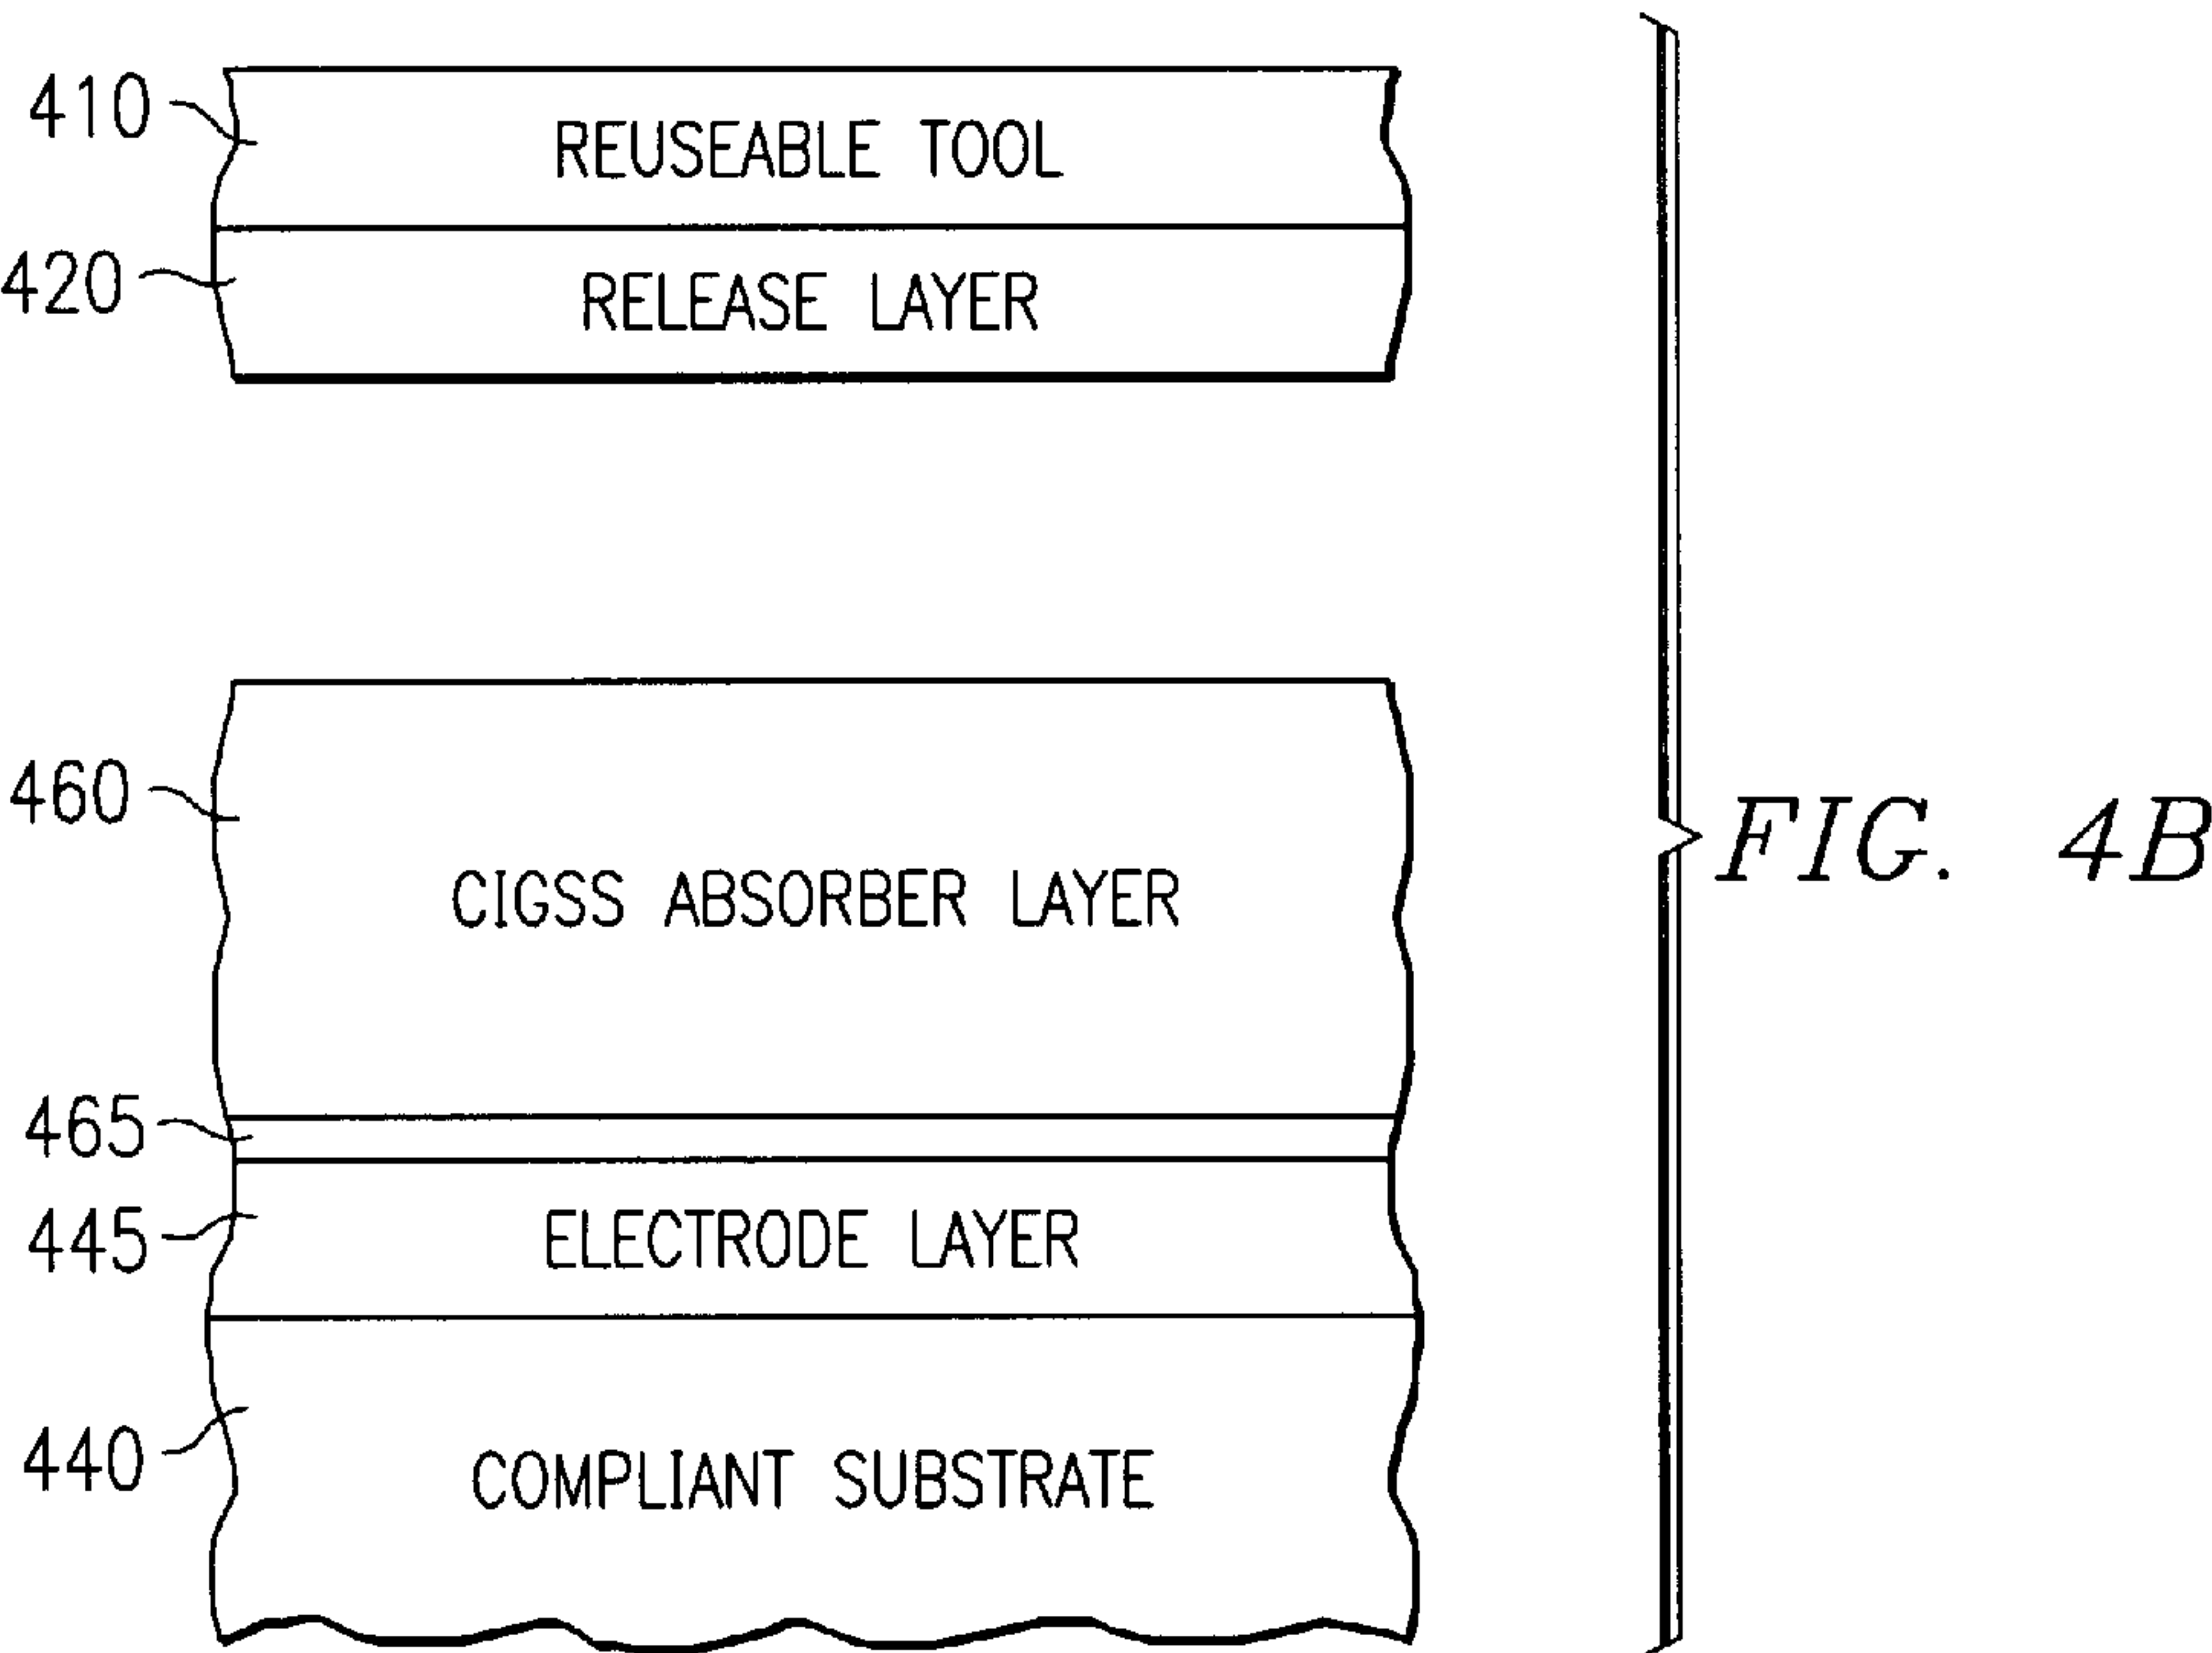 410
REUSEABLE TOOL
420
RELEASE LAYER
460
CIGSS ABSORBER LAYER
FIG. 4B
465
445
ELECTRODE LAYER
440
COMPLIANT SUBSTRATE